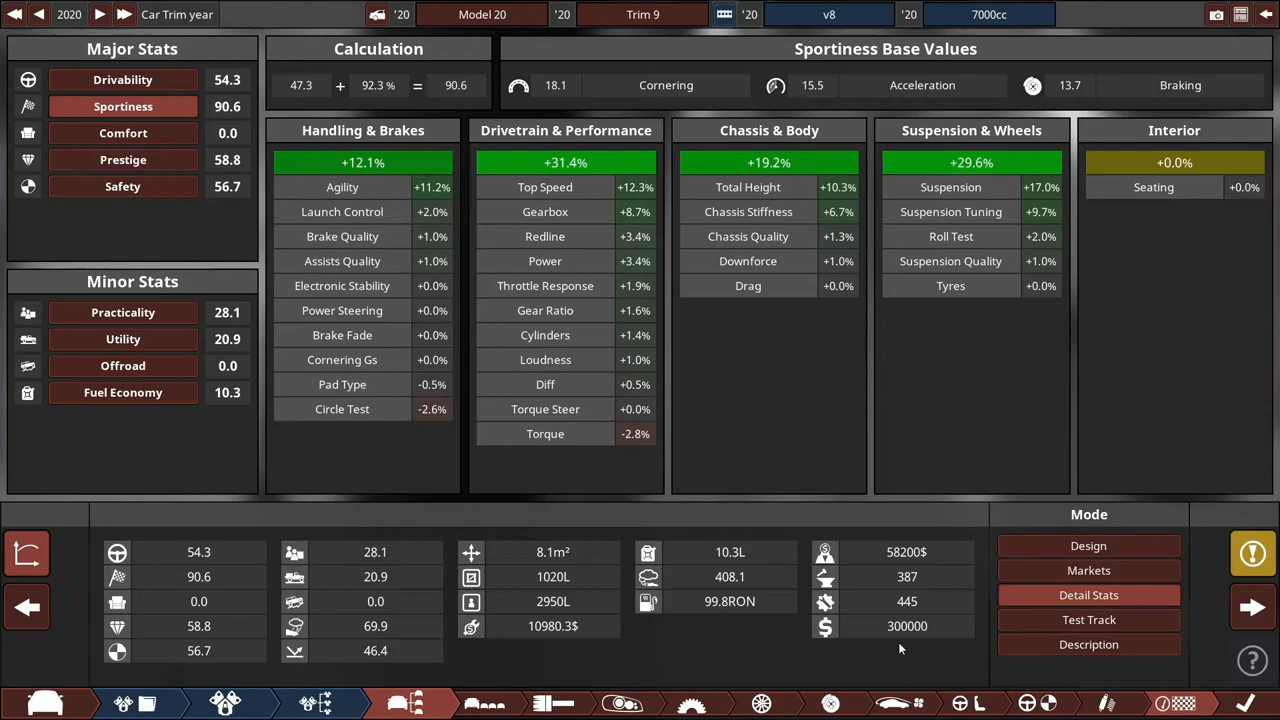 2020 Car Trim year '20 Model 20 '20 Trim 9 '20 v8 '20 7000cc
Major Stats
Drivability 54.3
Sportiness 90.6
Comfort 0.0
Prestige 58.8
Safety 56.7
Minor Stats
Practicality 28.1
Utility 20.9
Offroad 0.0
Fuel Economy 10.3
Calculation
47.3 + 92.3 % = 90.6
Sportiness Base Values
18.1 Cornering 15.5 Acceleration 13.7 Braking
Handling & Brakes
+12.1%
Agility +11.2%
Launch Control +2.0%
Brake Quality +1.0%
Assists Quality +1.0%
Electronic Stability +0.0%
Power Steering +0.0%
Brake Fade +0.0%
Cornering Gs +0.0%
Pad Type -0.5%
Circle Test -2.6%
Drivetrain & Performance
+31.4%
Top Speed +12.3%
Gearbox +8.7%
Redline +3.4%
Power +3.4%
Throttle Response +1.9%
Gear Ratio +1.6%
Cylinders +1.4%
Loudness +1.0%
Diff +0.5%
Torque Steer +0.0%
Torque -2.8%
Chassis & Body
+19.2%
Total Height +10.3%
Chassis Stiffness +6.7%
Chassis Quality +1.3%
Downforce +1.0%
Drag +0.0%
Suspension & Wheels
+29.6%
Suspension +17.0%
Suspension Tuning +9.7%
Roll Test +2.0%
Suspension Quality +1.0%
Tyres +0.0%
Interior
+0.0%
Seating +0.0%
54.3 28.1 8.1m² 10.3L 58200$
90.6 20.9 1020L 408.1 387
0.0 0.0 2950L 99.8RON 445
58.8 69.9 10980.3$ 300000
56.7 46.4
Mode
Design
Markets
Detail Stats
Test Track
Description